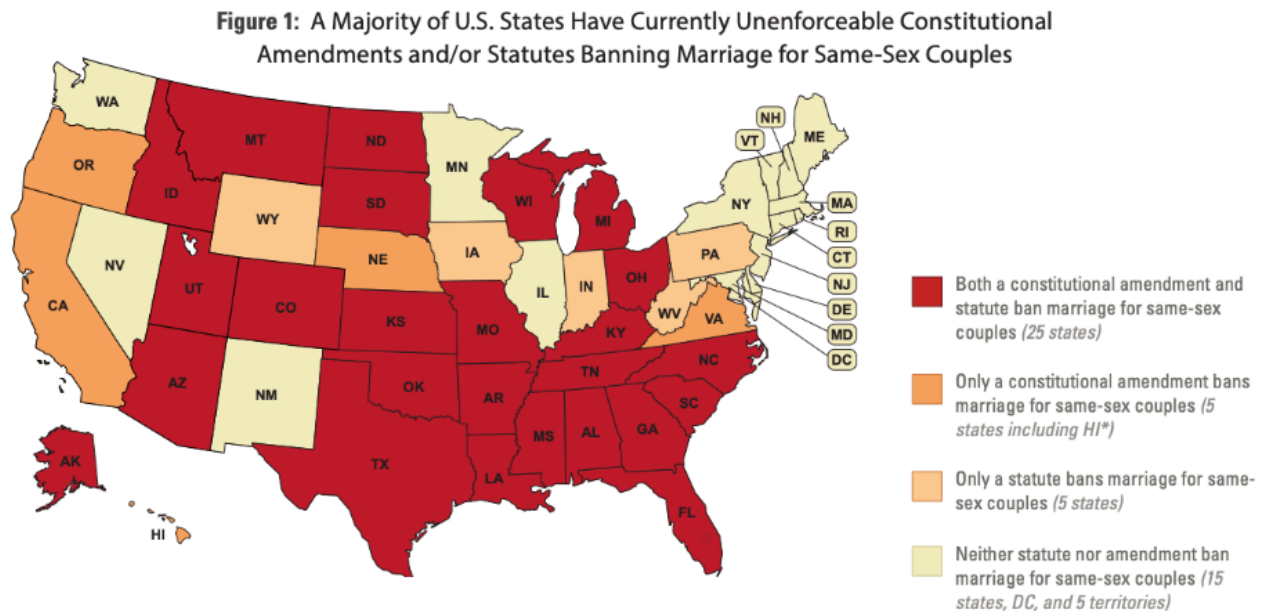 Figure 1: A Majority of U.S. States Have Currently Unenforceable Constitutional
Amendments and/or Statutes Banning Marriage for Same-Sex Couples
WA
OR
CA
NV
ID
MT
WY
UT
AZ
CO
NM
ND
SD
NE
KS
OK
TX
MN
IA
MO
AR
LA
WI
IL
MI
IN
OH
KY
TN
MS
AL
GA
FL
SC
NC
VA
WV
PA
NY
VT
NH
ME
MA
RI
CT
NJ
DE
MD
DC
AK
HI
Both a constitutional amendment and
statute ban marriage for same-sex
couples (25 states)
Only a constitutional amendment bans
marriage for same-sex couples (5
states including HI*)
Only a statute bans marriage for same-
sex couples (5 states)
Neither statute nor amendment ban
marriage for same-sex couples (15
states, DC, and 5 territories)